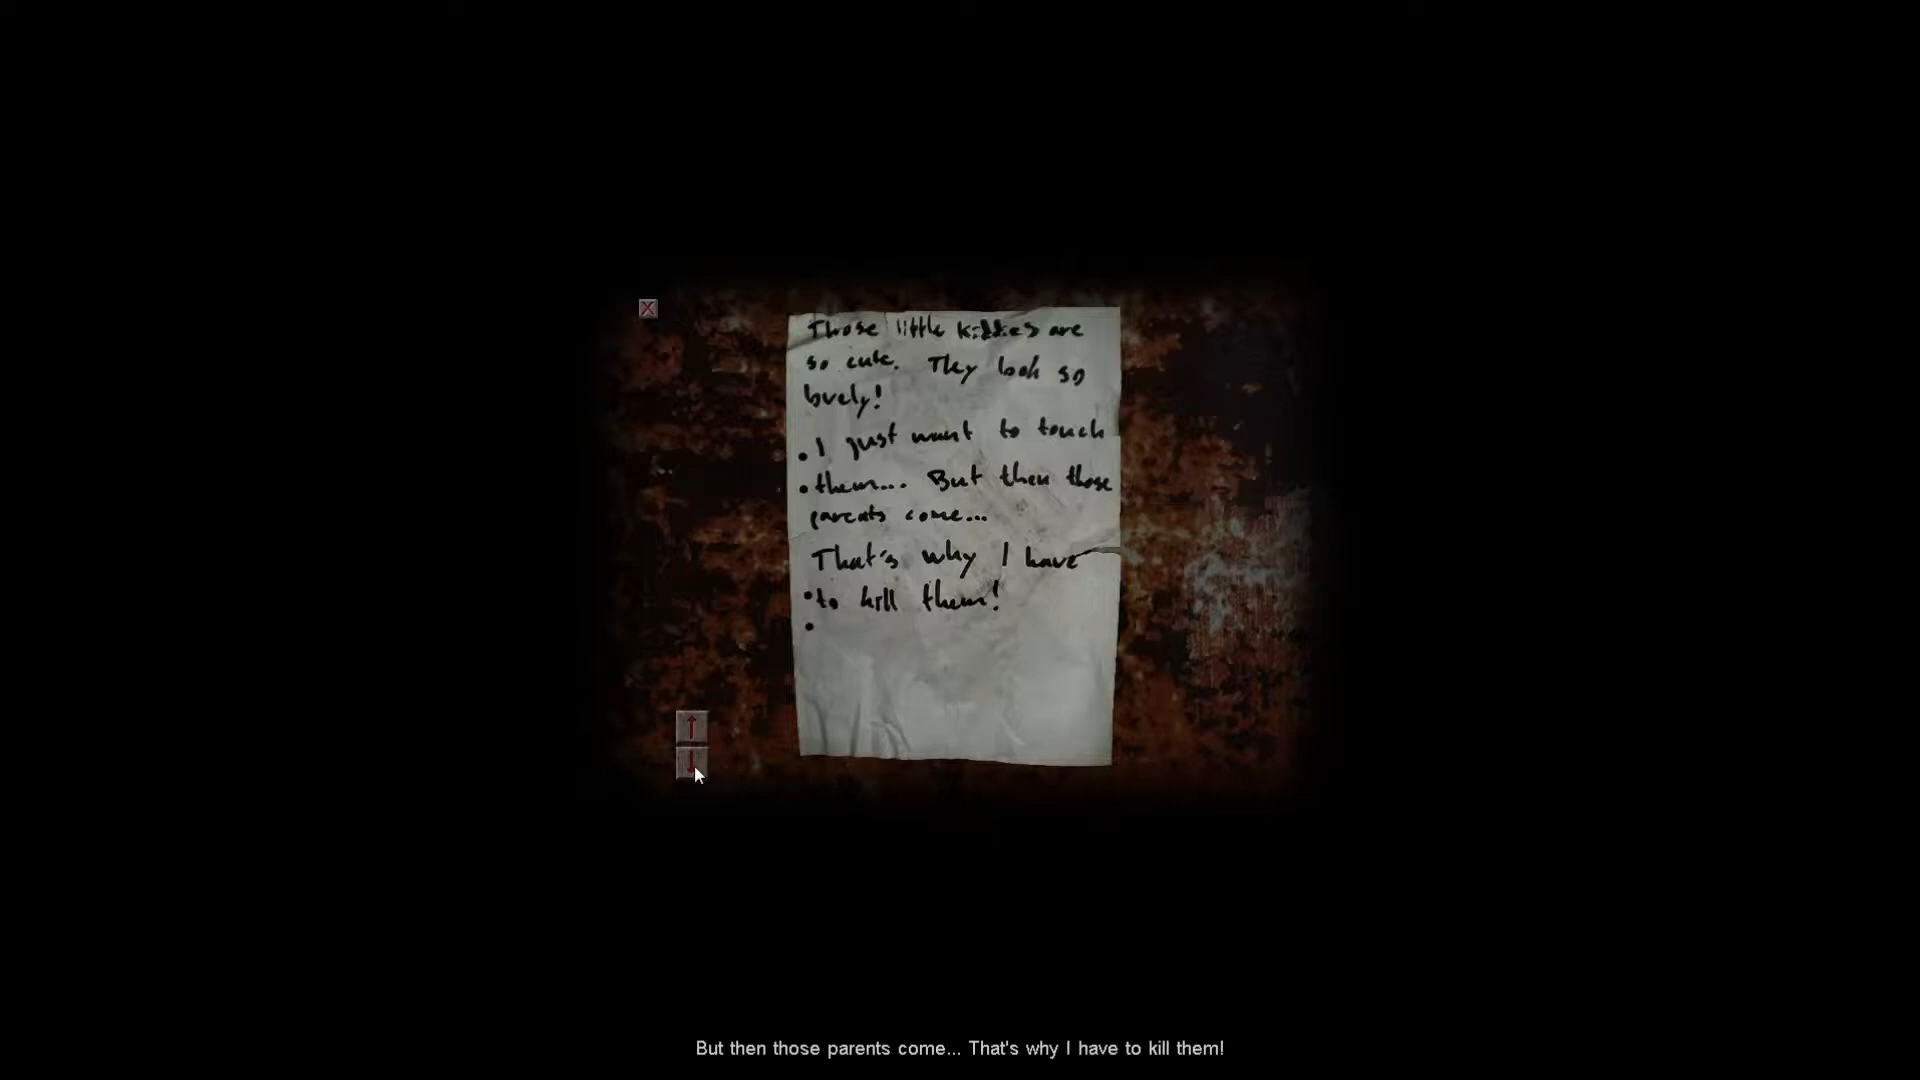 Those little kitties are
so cute. They look so
lovely!
I just want to touch
them... But then those
parents come...
That's why I have
to kill them!
But then those parents come... That's why I have to kill them!